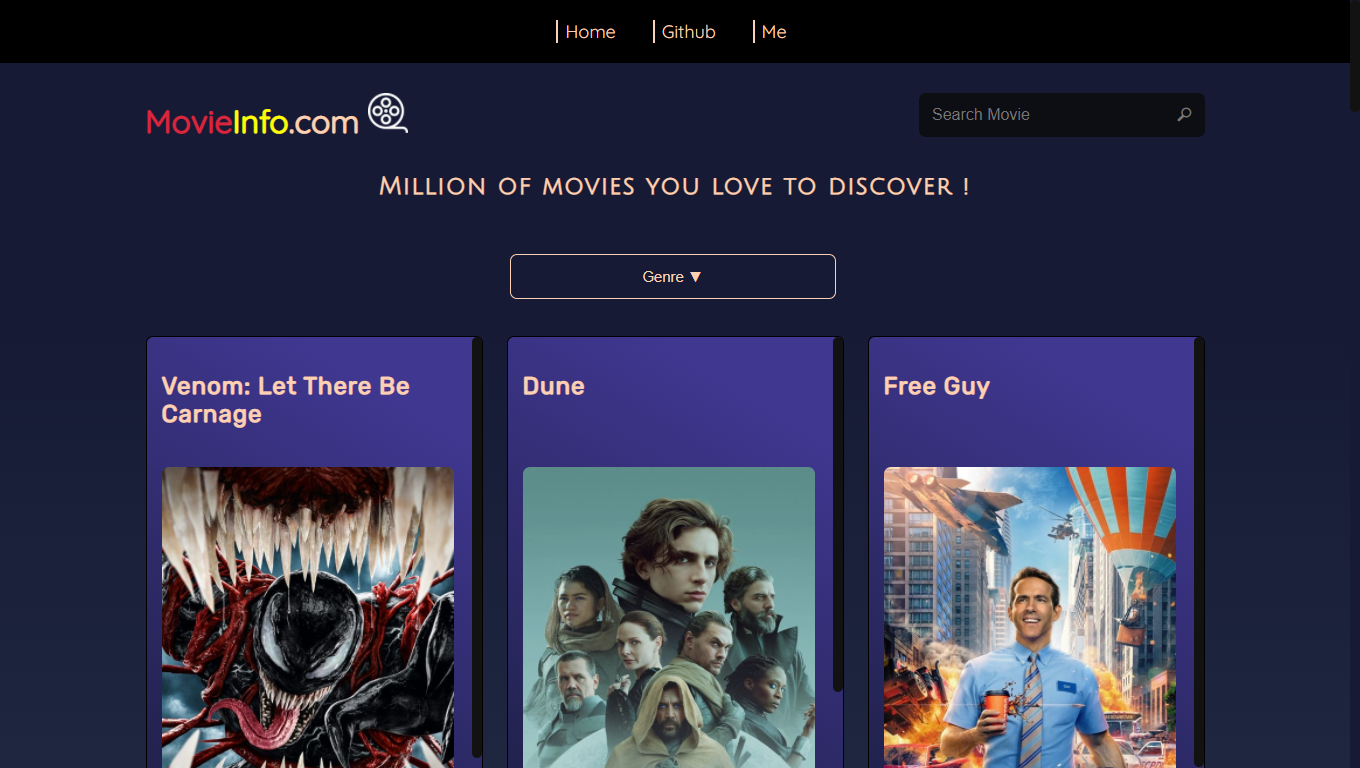 Home Github Me
MovieInfo.com
Search Movie
Million of movies you love to discover !
Genre ▼
Venom: Let There Be
Carnage
Dune
Free Guy